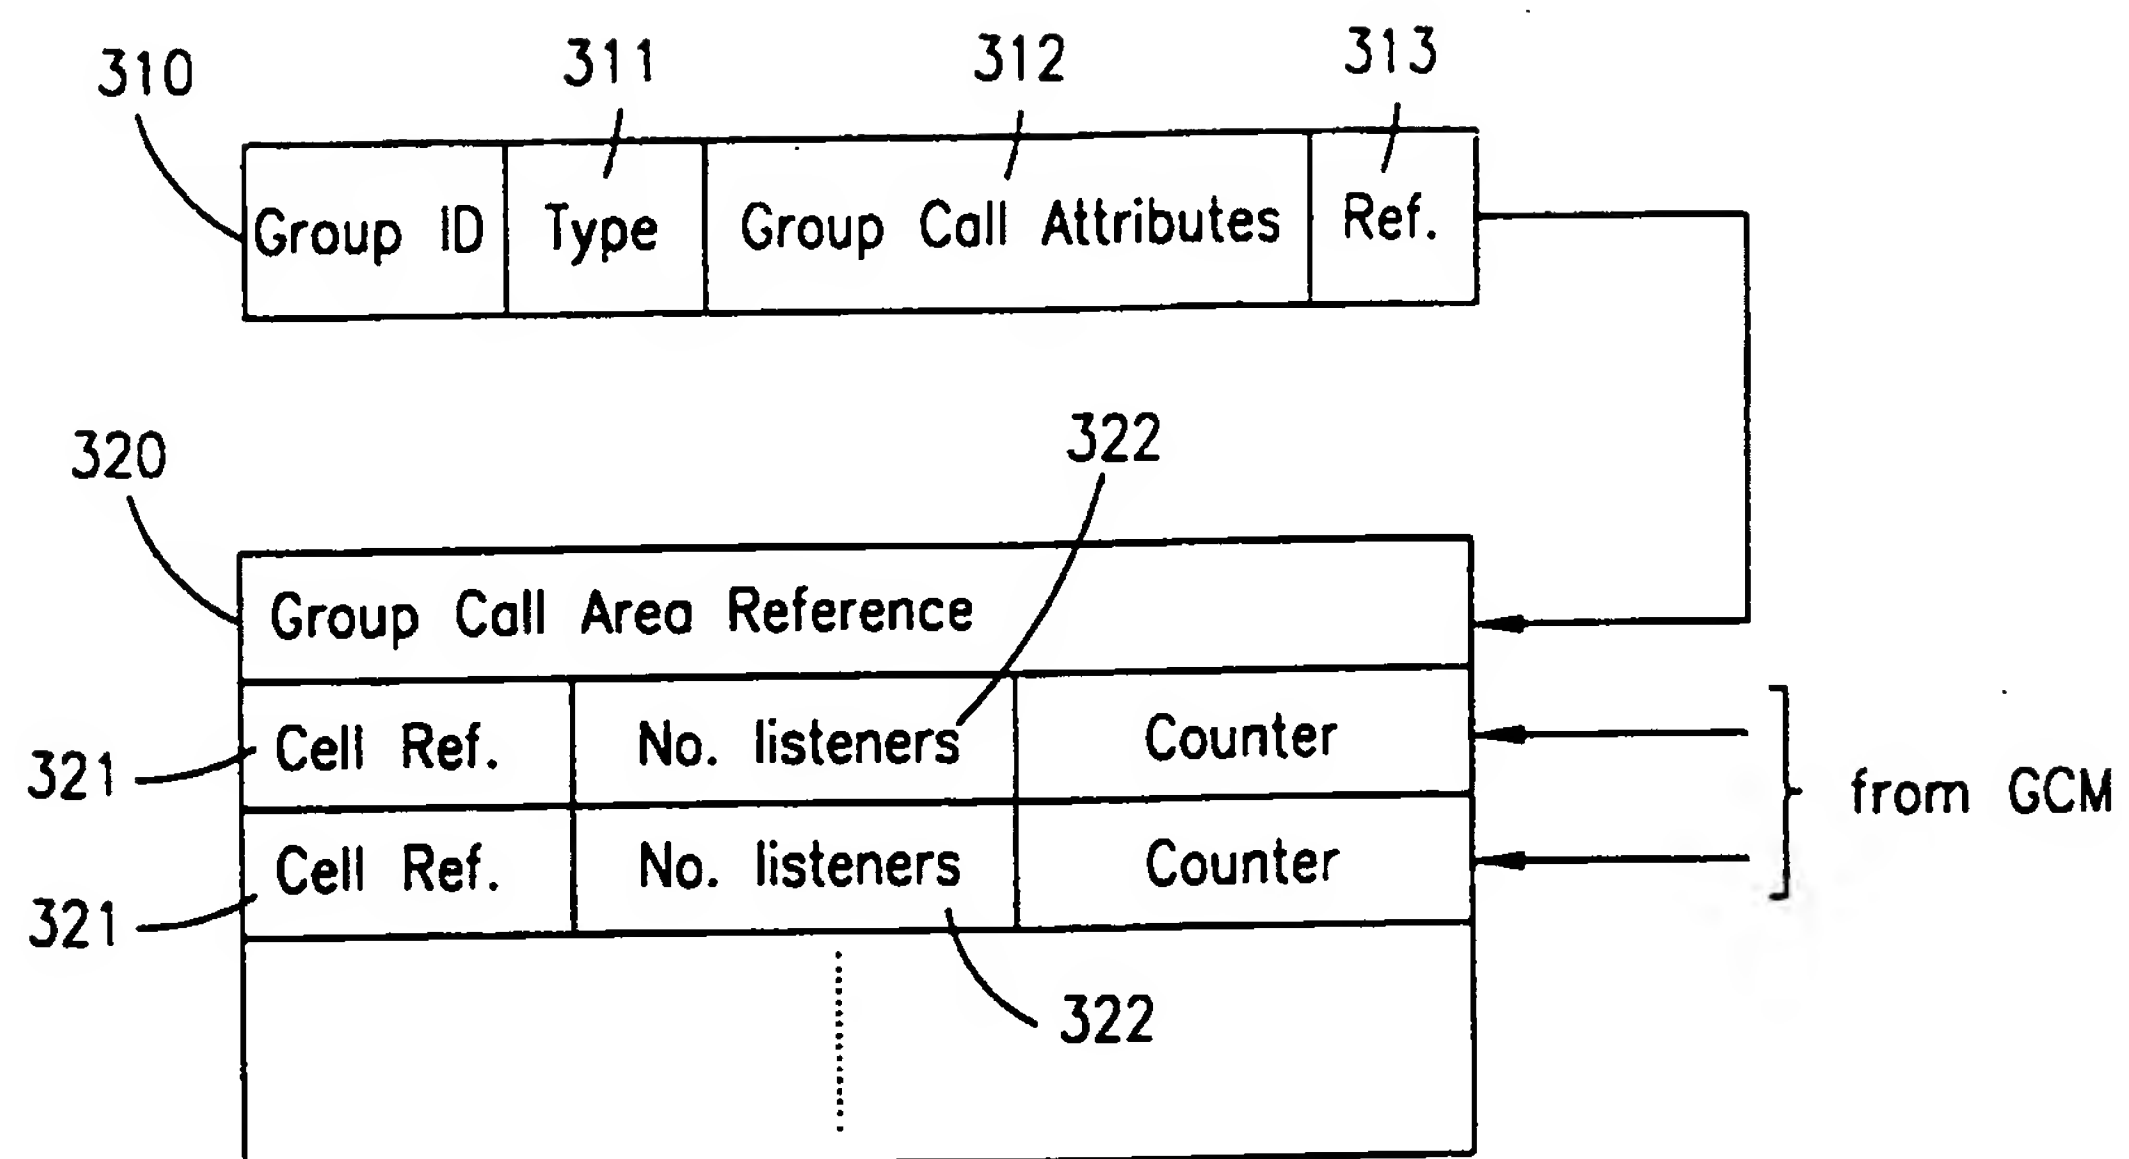 310 311 312 313
Group ID Type Group Call Attributes Ref.
320 322
Group Call Area Reference
321 Cell Ref. No. listeners Counter
from GCM
321 Cell Ref. No. listeners Counter
322